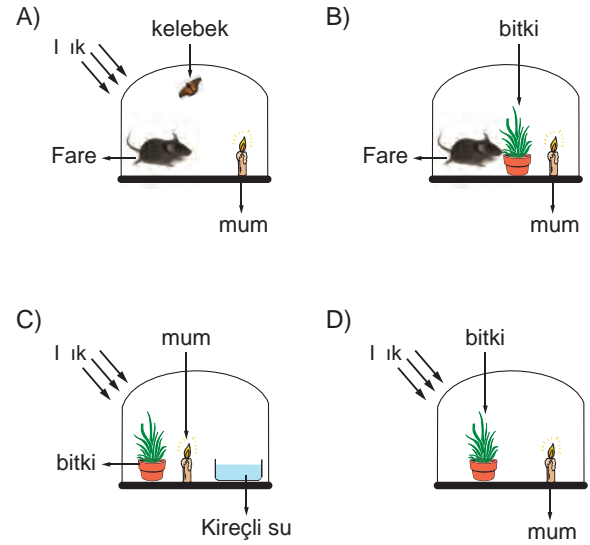 A)
I ık
kelebek
Fare
mum
B)
bitki
Fare
mum
C)
I ık
mum
bitki
Kireçli su
D)
I ık
bitki
mum